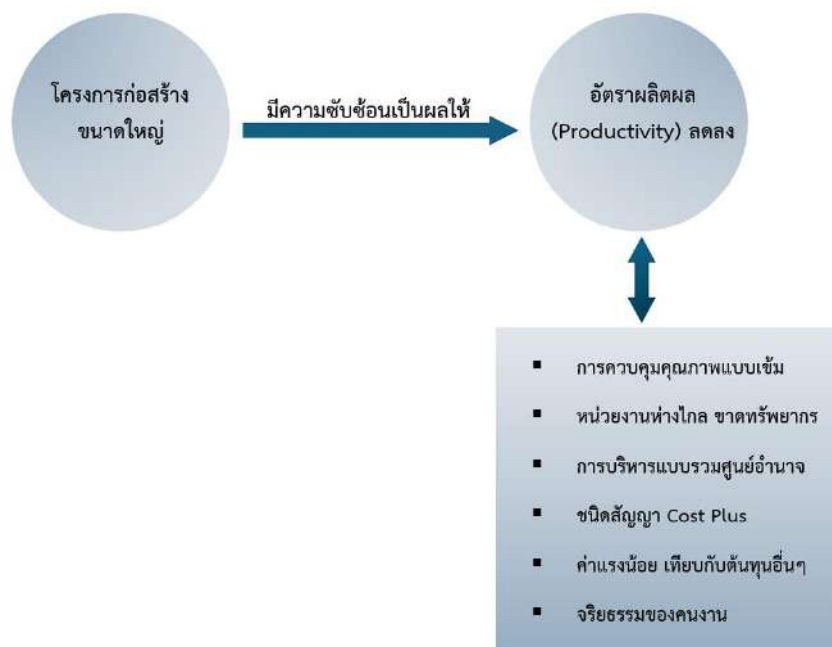 โครงการก่อสร้าง
ขนาดใหญ่
มีความซับซ้อนเป็นผลให้
อัตราผลิตผล
(Productivity) ลดลง
▪ การควบคุมคุณภาพแบบเข้ม
▪ หน่วยงานห่างไกล ขาดทรัพยากร
▪ การบริหารแบบรวมศูนย์อำนาจ
▪ ชนิดสัญญา Cost Plus
▪ ค่าแรงน้อย เทียบกับต้นทุนอื่นๆ
▪ จริยธรรมของคนงาน